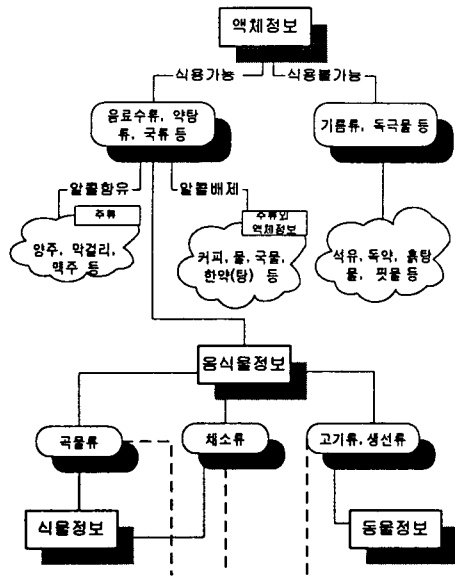 액체정보
식용가능
식용불가능
음료수류, 약탕
류, 국류 등
기름류, 독극물 등
알콜함유
알콜배제
주류
양주, 막걸리,
맥주 등
주류외
액체정보
커피, 물, 국물,
한약(탕) 등
석유, 독약, 흙탕
물, 핏물 등
음식물정보
곡물류
채소류
고기류, 생선류
식물정보
동물정보